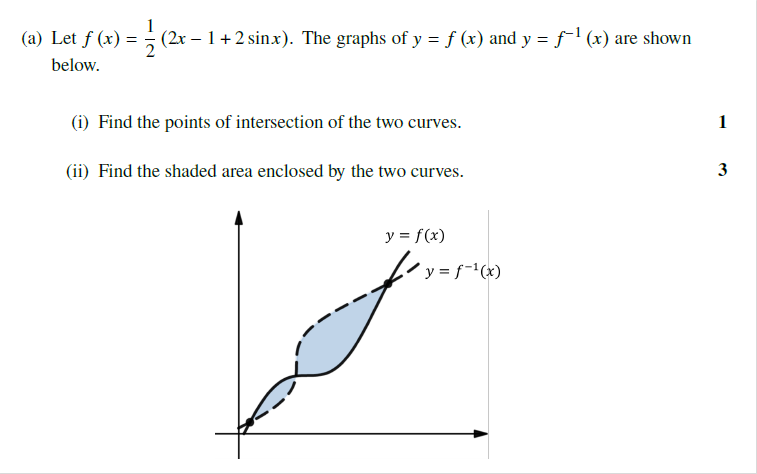 (a) Let f (x) = 1/2 (2x − 1 + 2 sin x). The graphs of y = f (x) and y = f⁻¹ (x) are shown
below.
(i) Find the points of intersection of the two curves. 1
(ii) Find the shaded area enclosed by the two curves. 3
y = f(x)
y = f⁻¹(x)